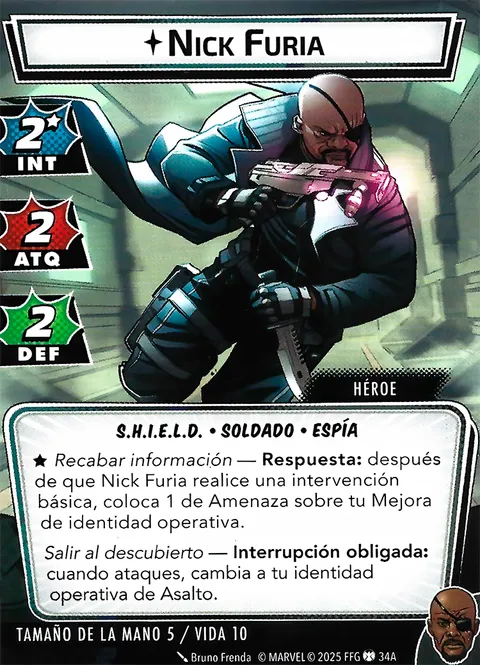 Nick Furia
2★
INT
2
ATQ
2
DEF
HÉROE
S.H.I.E.L.D. • SOLDADO • ESPÍA
★ Recabar información — Respuesta: después
de que Nick Furia realice una intervención
básica, coloca 1 de Amenaza sobre tu Mejora
de identidad operativa.
Salir al descubierto — Interrupción obligada:
cuando ataques, cambia a tu identidad
operativa de Asalto.
TAMAÑO DE LA MANO 5 / VIDA 10
Bruno Frenda © MARVEL © 2025 FFG 34A